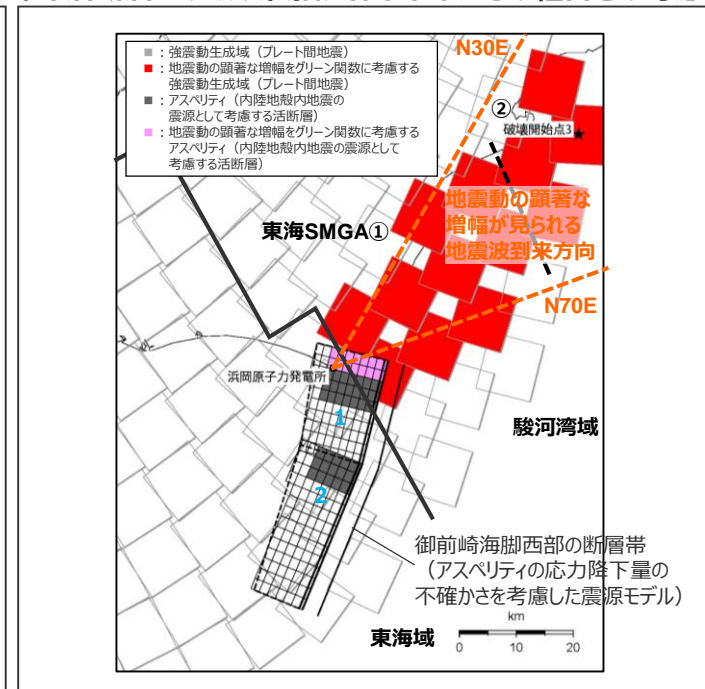 ■：強震動生成域（プレート間地震）
■：地震動の顕著な増幅をグリーン関数に考慮する
強震動生成域（プレート間地震）
■：アスペリティ（内陸地殻内地震の
震源として考慮する活断層）
■：地震動の顕著な増幅をグリーン関数に考慮する
アスペリティ（内陸地殻内地震の震源として
考慮する活断層）
N30E
②
破壊開始点3
地震動の顕著な
増幅が見られる
地震波到来方向
東海SMGA①
N70E
浜岡原子力発電所
1
駿河湾域
2
御前崎海脚西部の断層帯
（アスペリティの応力降下量の
不確かさを考慮した震源モデル）
東海域
km
0 10 20